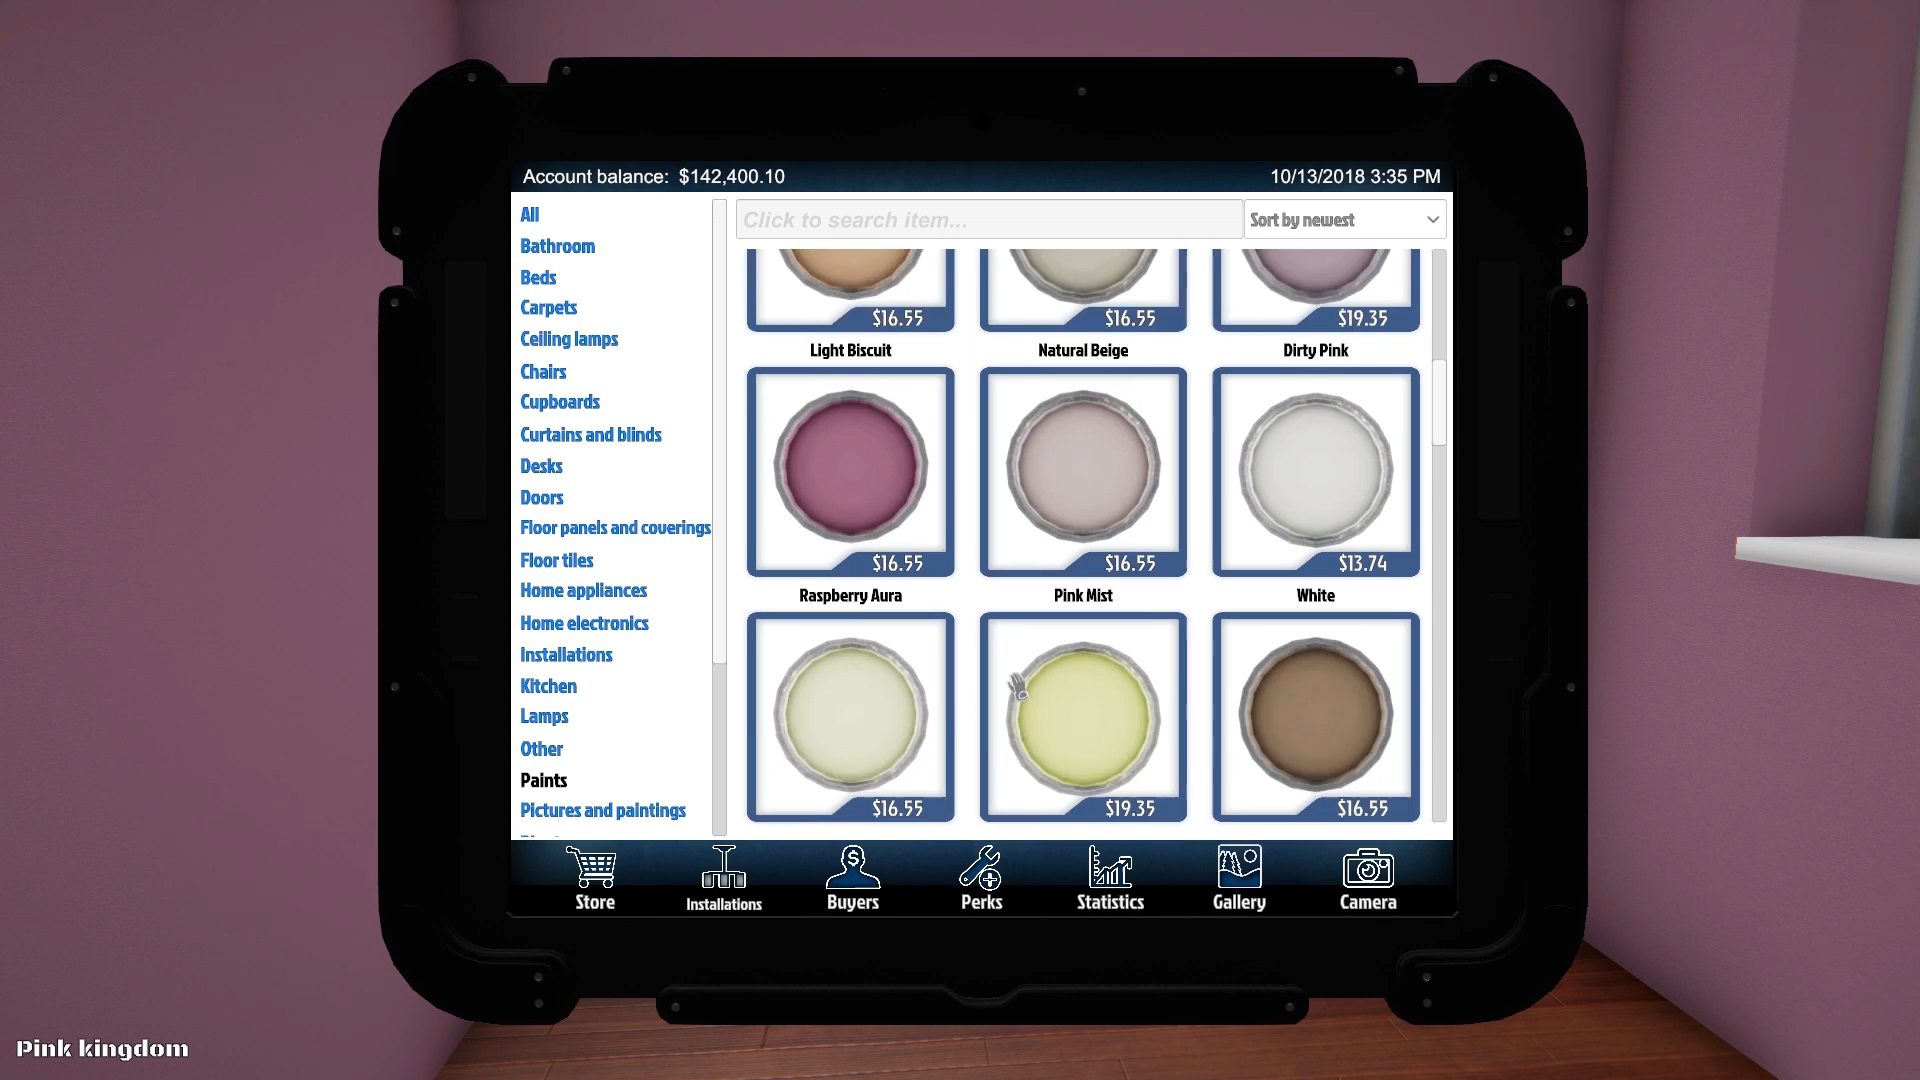 Account balance: $142,400.10
10/13/2018 3:35 PM
All
Bathroom
Beds
Carpets
Ceiling lamps
Chairs
Cupboards
Curtains and blinds
Desks
Doors
Floor panels and coverings
Floor tiles
Home appliances
Home electronics
Installations
Kitchen
Lamps
Other
Paints
Pictures and paintings
Click to search item...
Sort by newest
$16.55
$16.55
$19.35
Light Biscuit
Natural Beige
Dirty Pink
$16.55
$16.55
$13.74
Raspberry Aura
Pink Mist
White
$16.55
$19.35
$16.55
Store
Installations
Buyers
Perks
Statistics
Gallery
Camera
Pink kingdom